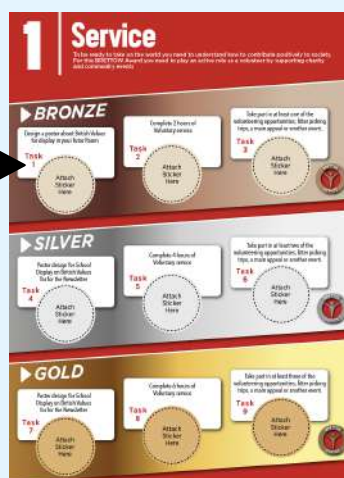 1
Service
To be ready to take on the world you need to understand how to contribute positively to society.
For the BRETTOW Award you need to play an active role as a volunteer by supporting charity
and community events
BRONZE
Design a poster about British Values
for display in your Tutor Room
Task
1
Attach
Sticker
Here
Complete 2 hours of
Voluntary service
Task
2
Attach
Sticker
Here
Take part in at least one of the
volunteering opportunities, litter picking
trips, a main appeal or another event.
Task
3
Attach
Sticker
Here
SILVER
Poster design for School
Display on British Values
for the Newsletter
Task
4
Attach
Sticker
Here
Complete 4 hours of
Voluntary service
Task
5
Attach
Sticker
Here
Take part in at least two of the
volunteering opportunities, litter picking
trips, a main appeal or another event.
Task
6
Attach
Sticker
Here
GOLD
Poster design for School
Display on British Values
for the Newsletter
Task
7
Attach
Sticker
Here
Complete 6 hours of
Voluntary service
Task
8
Attach
Sticker
Here
Take part in at least three of the
volunteering opportunities, litter picking
trips, a main appeal or another event.
Task
9
Attach
Sticker
Here